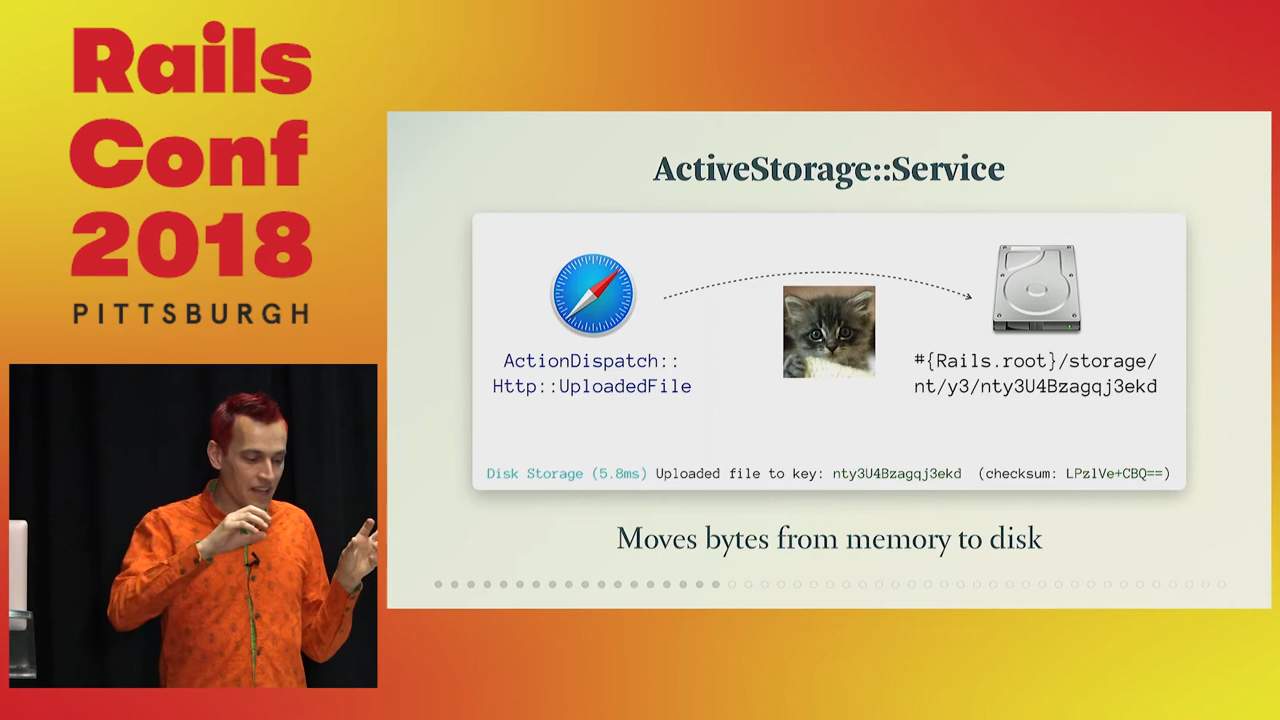 Rails
Conf
2018
PITTSBURGH
ActiveStorage::Service
ActionDispatch::
Http::UploadedFile
#{Rails.root}/storage/
nt/y3/nty3U4Bzagqj3ekd
Disk Storage (5.8ms) Uploaded file to key: nty3U4Bzagqj3ekd (checksum: LPzlVe+CBQ==)
Moves bytes from memory to disk